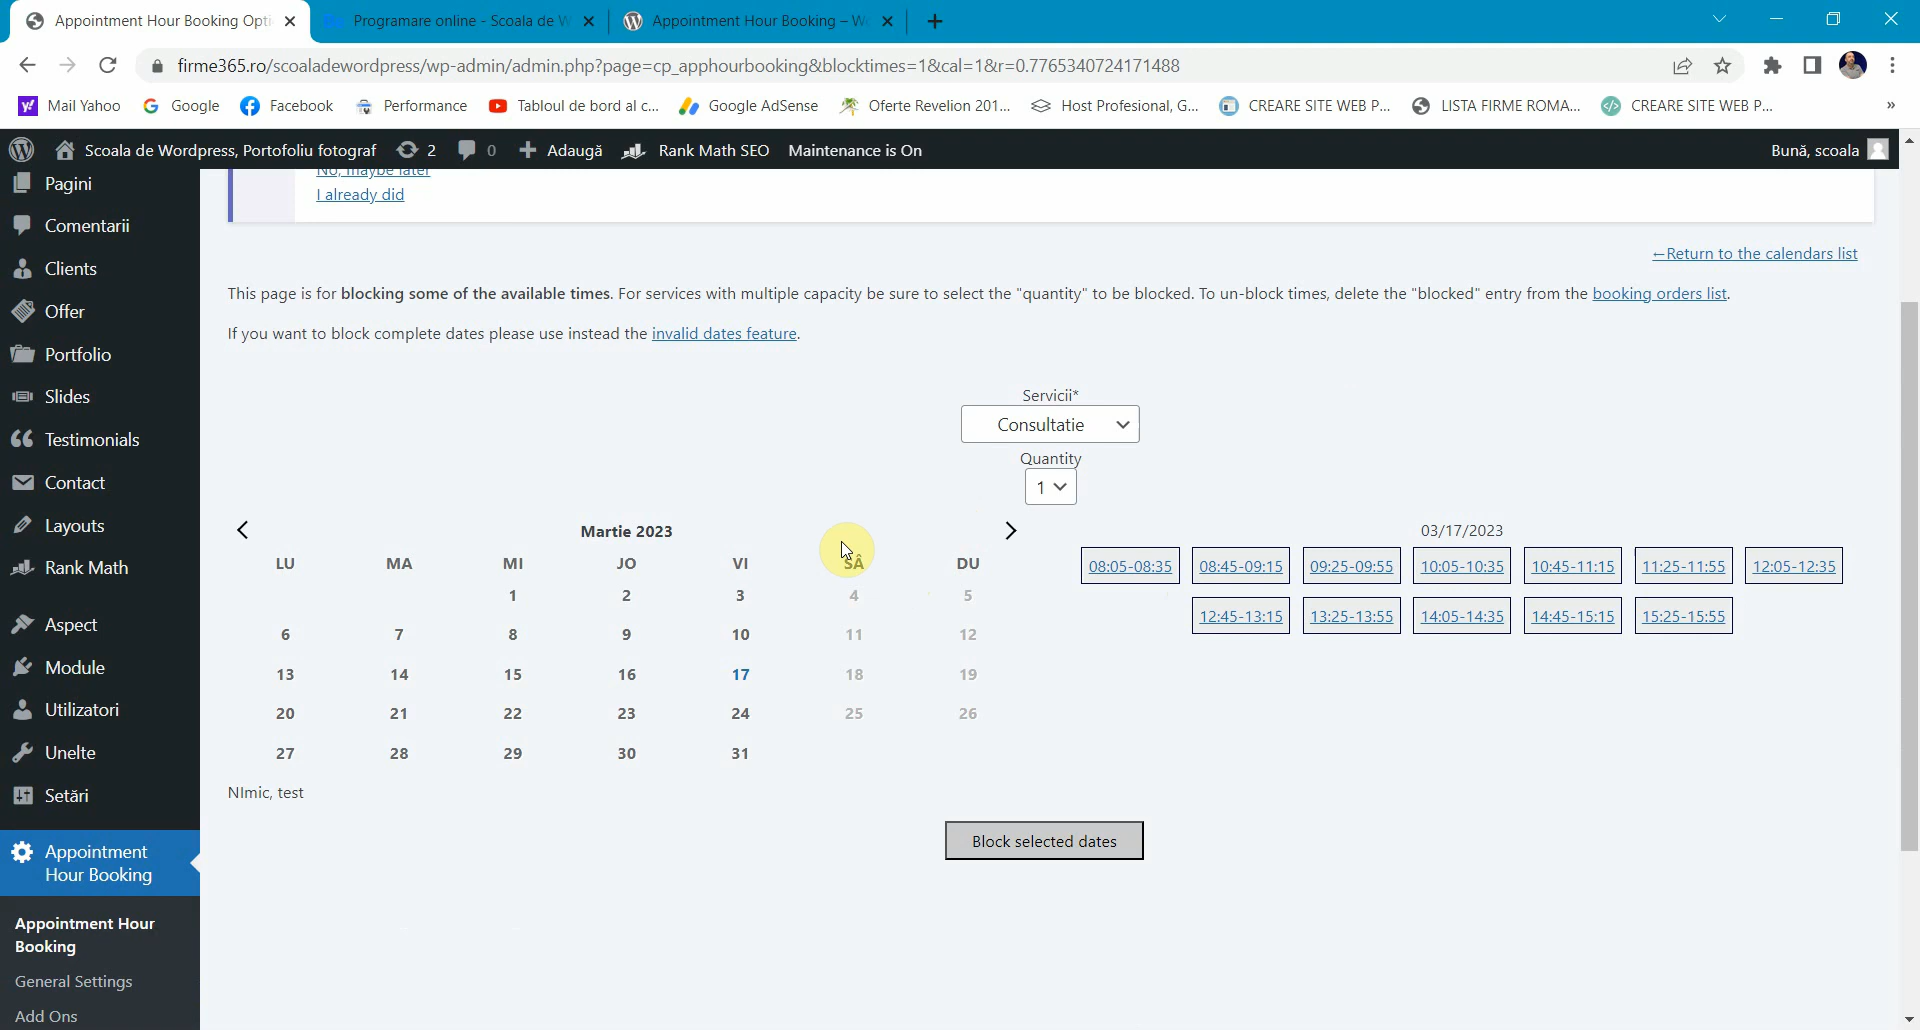 Appointment Hour Booking Opti
Programare online - Scoala de W
Appointment Hour Booking – W
firme365.ro/scoaladewordpress/wp-admin/admin.php?page=cp_apphourbooking&blocktimes=1&cal=1&r=0.7765340724171488
Mail Yahoo
Google
Facebook
Performance
Tabloul de bord al c...
Google AdSense
Oferte Revelion 201...
Host Profesional, G...
CREARE SITE WEB P...
LISTA FIRME ROMA...
CREARE SITE WEB P...
»
Scoala de Wordpress, Portofoliu fotograf
2
0
Adaugă
Rank Math SEO
Maintenance is On
Bună, scoala
Pagini
Comentarii
Clients
Offer
Portfolio
Slides
Testimonials
Contact
Layouts
Rank Math
Aspect
Module
Utilizatori
Unelte
Setări
Appointment
Hour Booking
Appointment Hour
Booking
General Settings
Add Ons
No, maybe later
I already did
←Return to the calendars list
This page is for blocking some of the available times. For services with multiple capacity be sure to select the "quantity" to be blocked. To un-block times, delete the "blocked" entry from the booking orders list.
If you want to block complete dates please use instead the invalid dates feature.
Servicii*
Consultatie
Quantity
1
Martie 2023
LU MA MI JO VI SÂ DU
1 2 3 4 5
6 7 8 9 10 11 12
13 14 15 16 17 18 19
20 21 22 23 24 25 26
27 28 29 30 31
03/17/2023
08:05-08:35 08:45-09:15 09:25-09:55 10:05-10:35 10:45-11:15 11:25-11:55 12:05-12:35
12:45-13:15 13:25-13:55 14:05-14:35 14:45-15:15 15:25-15:55
NImic, test
Block selected dates